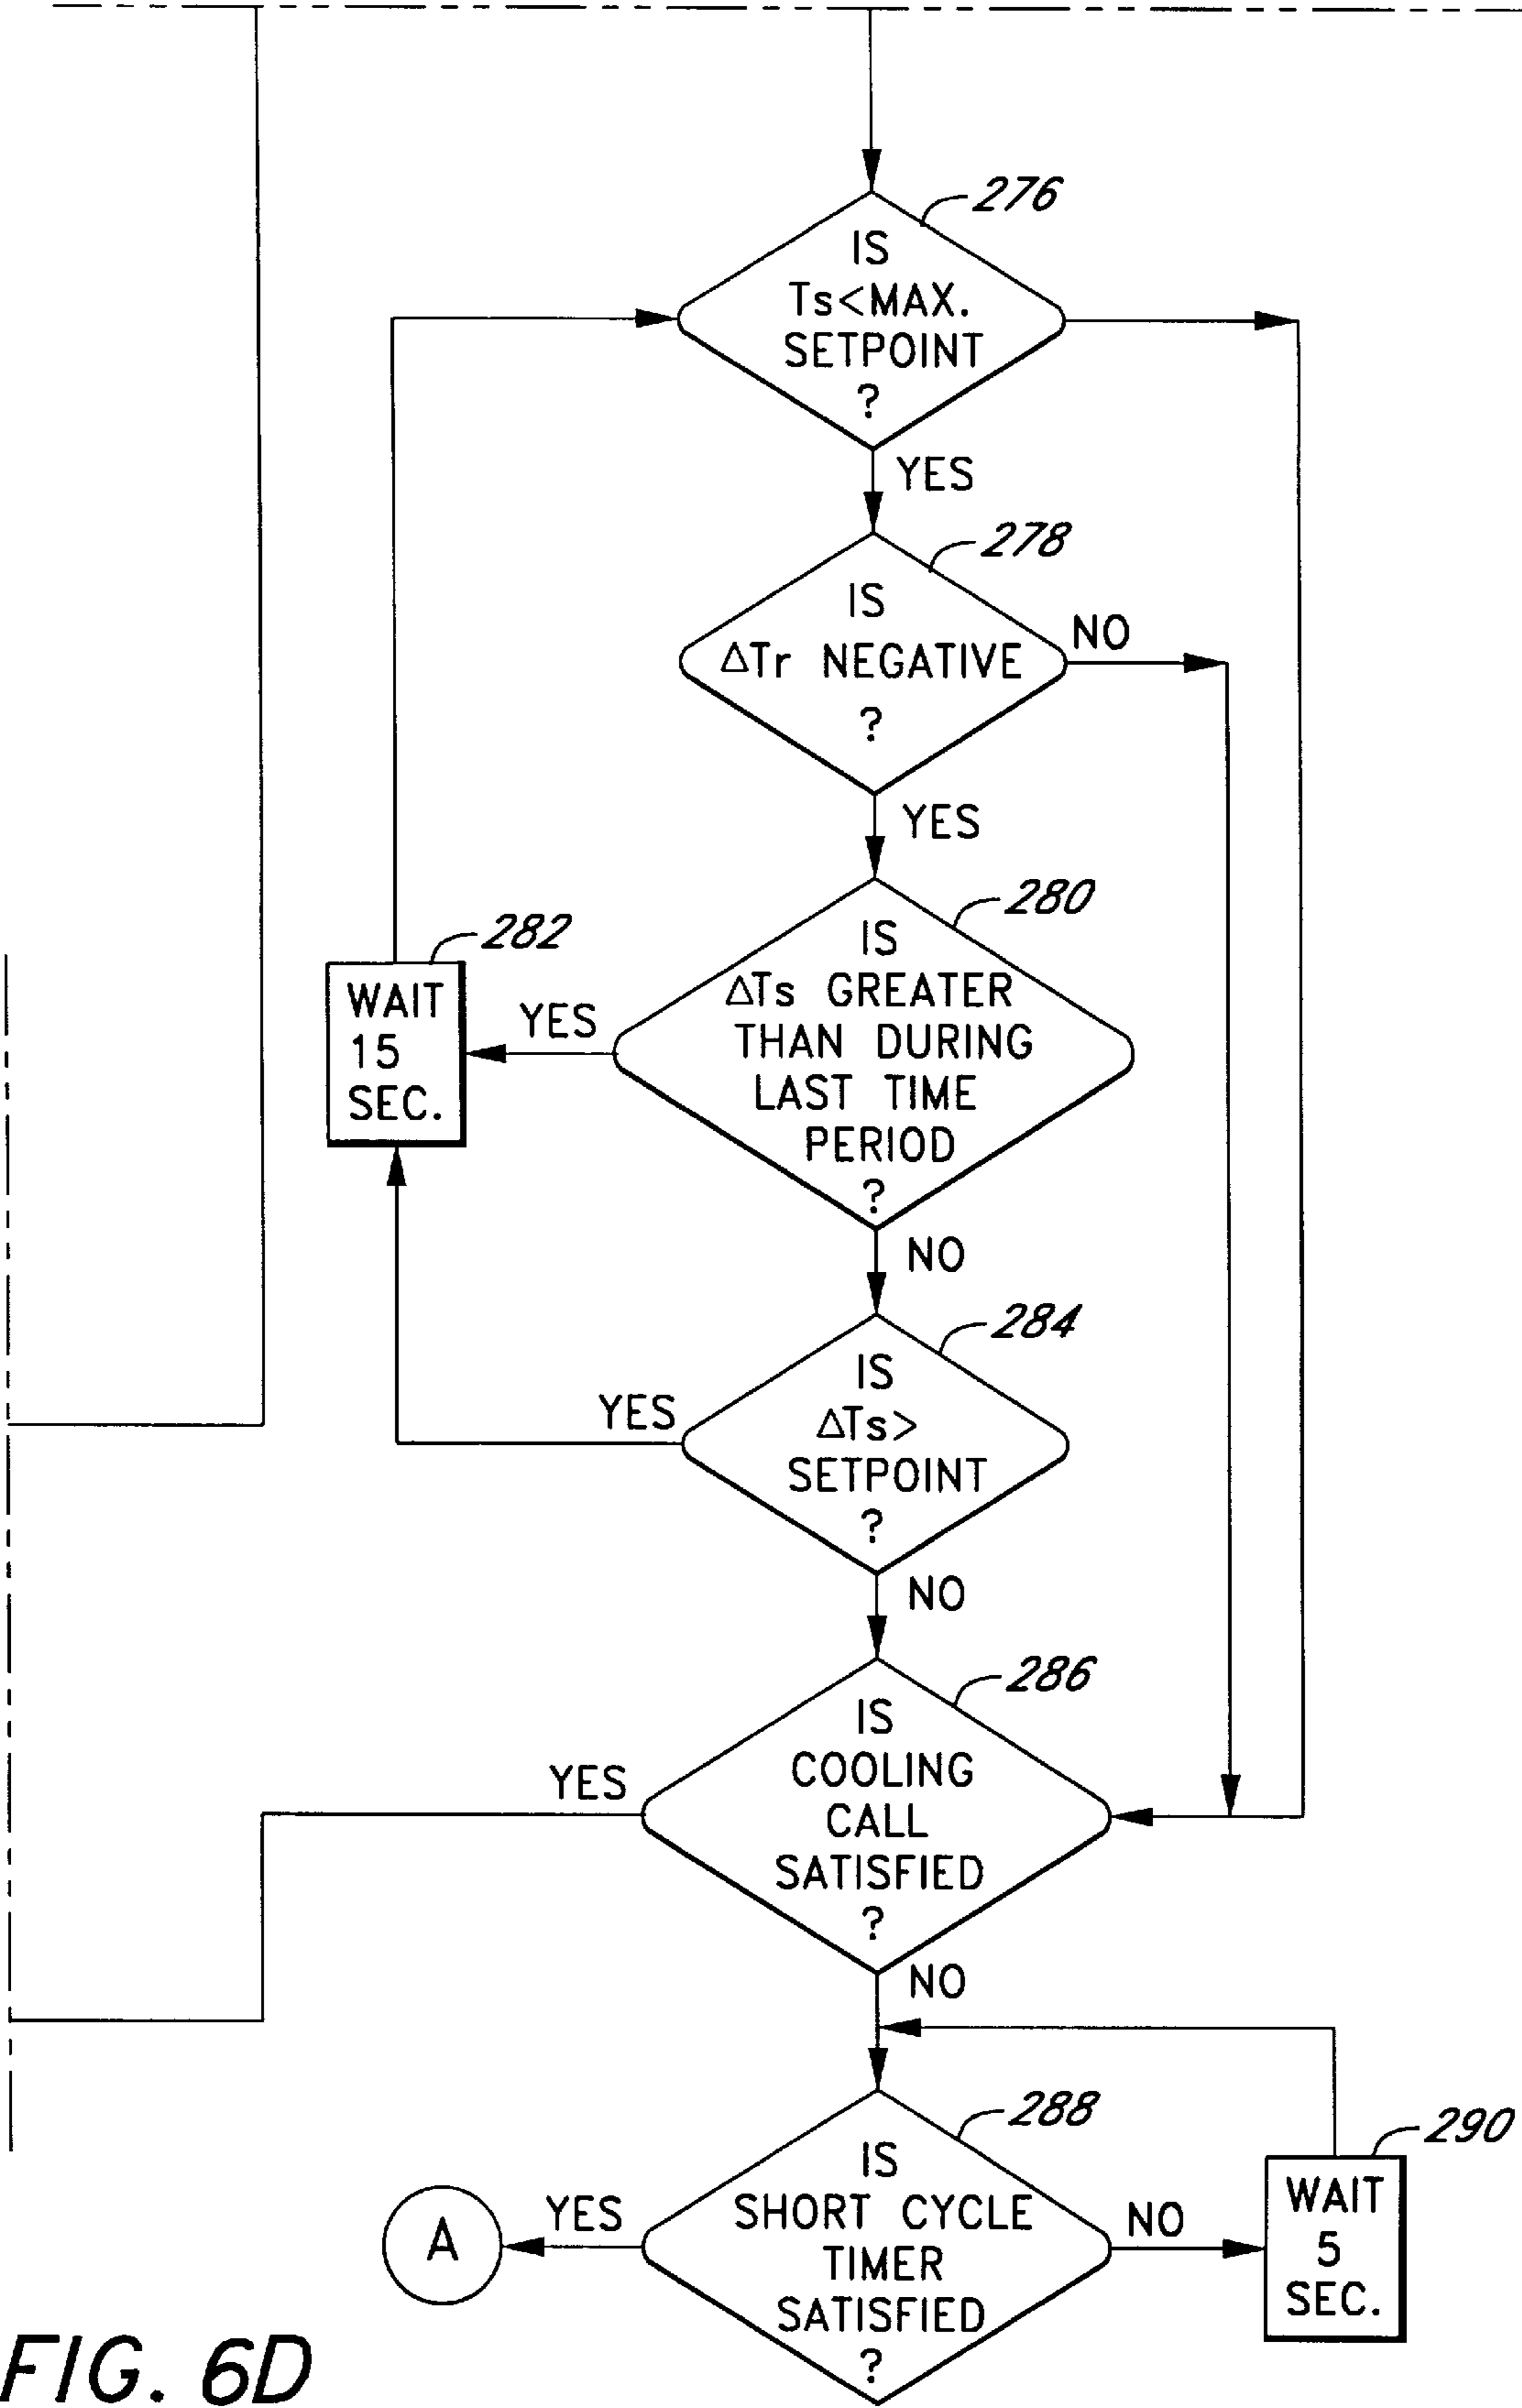 276
IS
Ts<MAX.
SETPOINT
?
YES
278
IS
ΔTr NEGATIVE
?
NO
YES
280
IS
ΔTs GREATER
THAN DURING
LAST TIME
PERIOD
?
282
WAIT
15
SEC.
YES
NO
284
IS
ΔTs>
SETPOINT
?
YES
NO
286
IS
COOLING
CALL
SATISFIED
?
YES
NO
288
IS
SHORT CYCLE
TIMER
SATISFIED
?
YES
A
NO
290
WAIT
5
SEC.
FIG. 6D